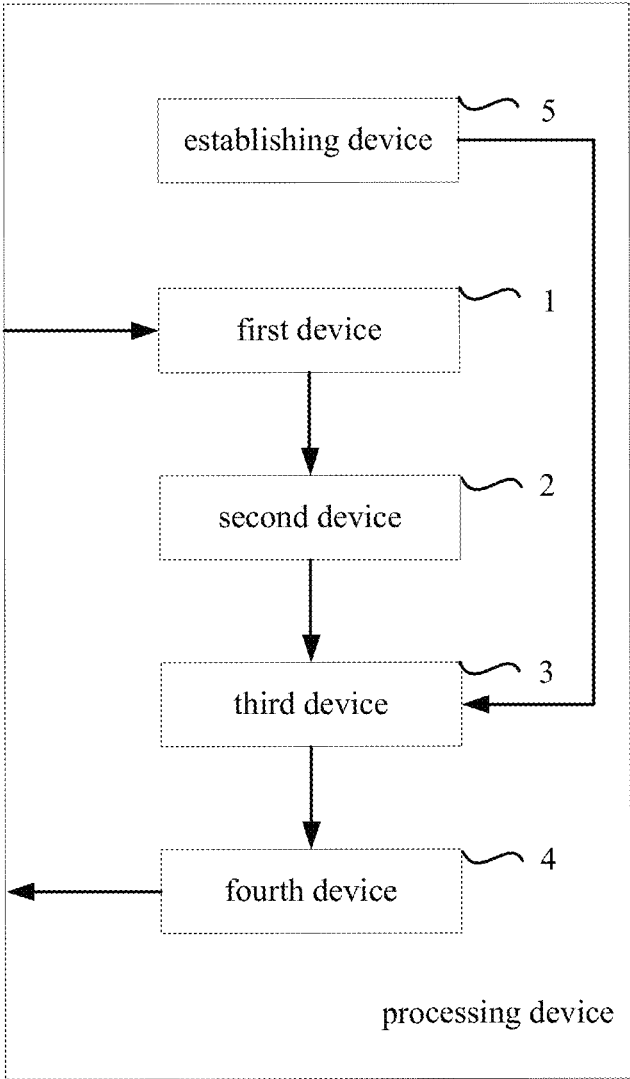 5
establishing device
1
first device
2
second device
3
third device
4
fourth device
processing device